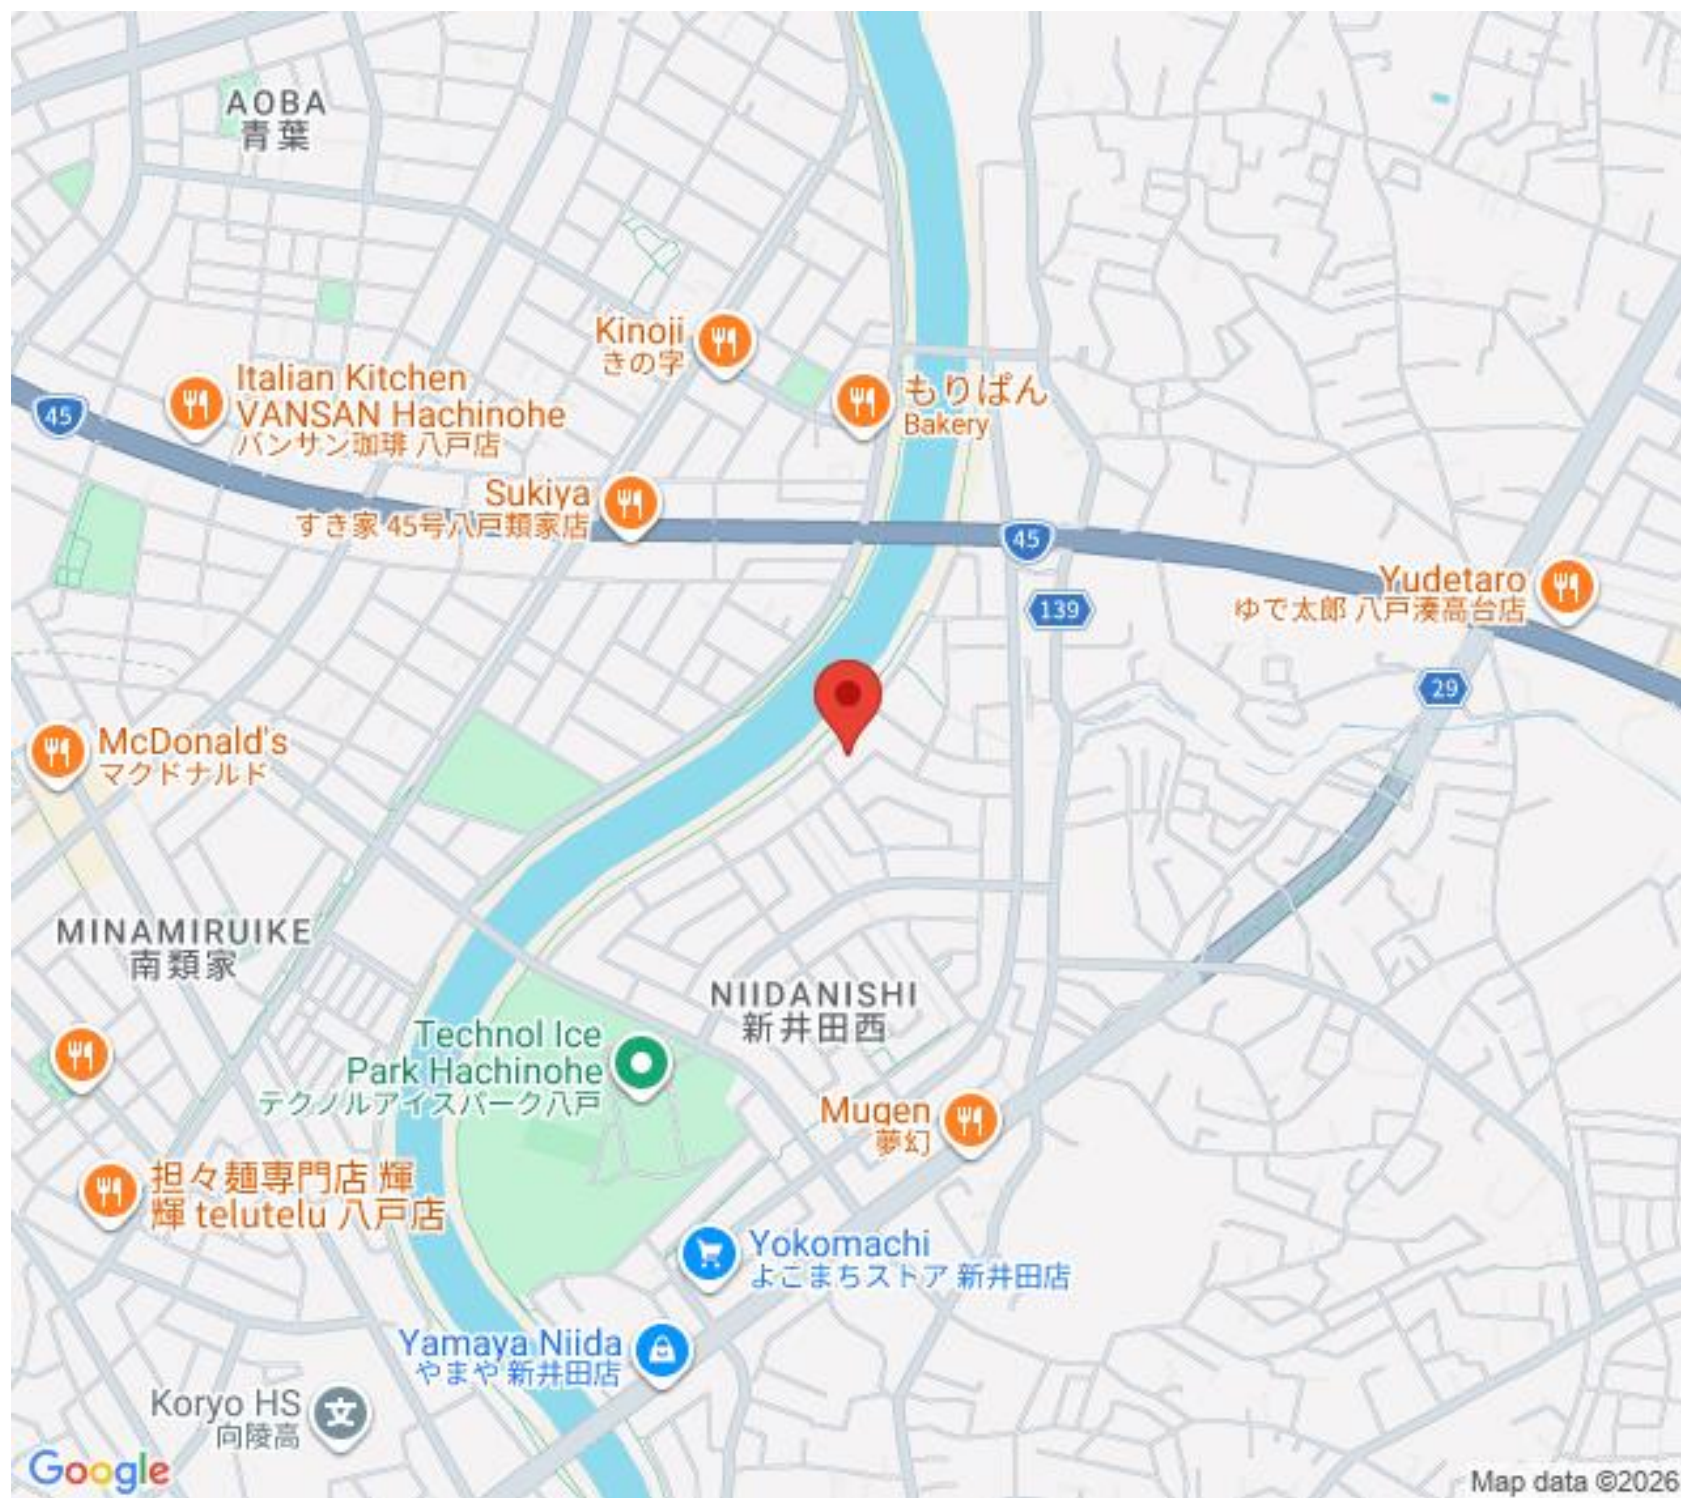 AOBA
青葉
Kinoji
きの字
Italian Kitchen
VANSAN Hachinohe
バンサン珈琲 八戸店
もりぱん
Bakery
45
Sukiya
すき家 45号八戸類家店
45
Yudetaro
ゆで太郎 八戸湊高台店
139
29
McDonald's
マクドナルド
MINAMIRUIKE
南類家
NIIDANISHI
新井田西
Technol Ice
Park Hachinohe
テクノルアイスパーク八戸
Mugen
夢幻
担々麺専門店 輝
輝 telutelu 八戸店
Yokomachi
よこまちストア 新井田店
Yamaya Niida
やまや 新井田店
Koryo HS
向陵高
文
Google
Map data ©2026